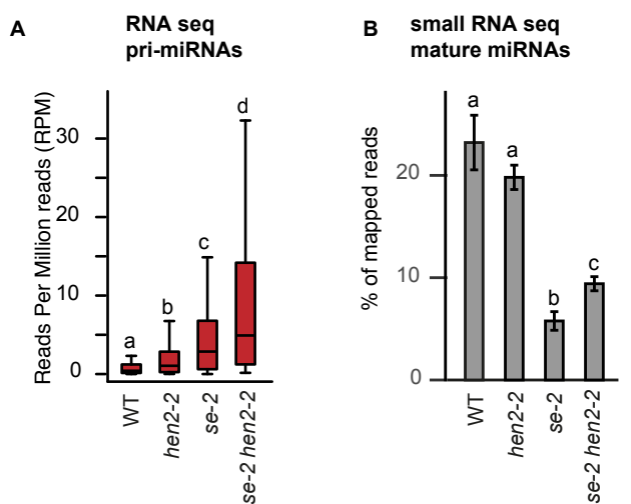 A
RNA seq
pri-miRNAs
Reads Per Million reads (RPM)
30
20
10
0
a
b
c
d
WT
hen2-2
se-2
se-2 hen2-2
B
small RNA seq
mature miRNAs
% of mapped reads
20
10
0
a
a
b
c
WT
hen2-2
se-2
se-2 hen2-2